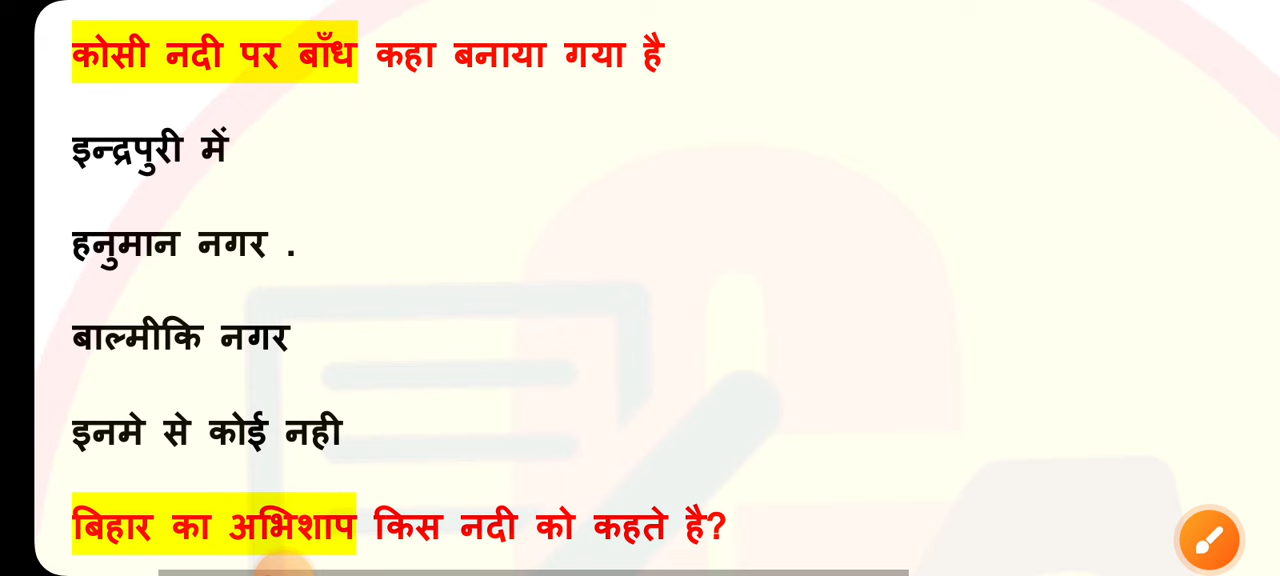 कोसी नदी पर बाँध कहा बनाया गया है
इन्द्रपुरी में
हनुमान नगर .
बाल्मीकि नगर
इनमे से कोई नही
बिहार का अभिशाप किस नदी को कहते है?